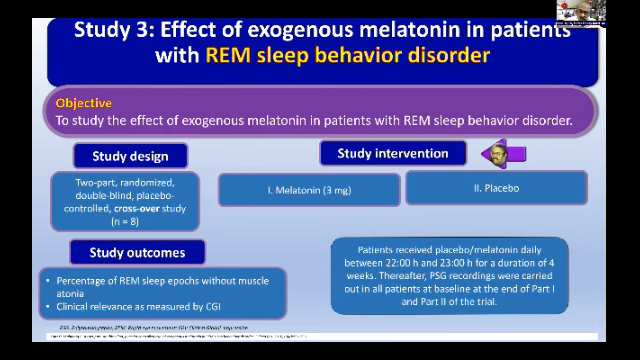 Study 3: Effect of exogenous melatonin in patients
with REM sleep behavior disorder
Objective
To study the effect of exogenous melatonin in patients with REM sleep behavior disorder.
Study design
Study intervention
Two-part, randomized,
double-blind, placebo-
controlled, cross-over study
(n = 8)
I. Melatonin (3 mg)
II. Placebo
Study outcomes
• Percentage of REM sleep epochs without muscle
atonia
• Clinical relevance as measured by CGI
Patients received placebo/melatonin daily
between 22:00 h and 23:00 h for a duration of 4
weeks. Thereafter, PSG recordings were carried
out in all patients at baseline at the end of Part I
and Part II of the trial.